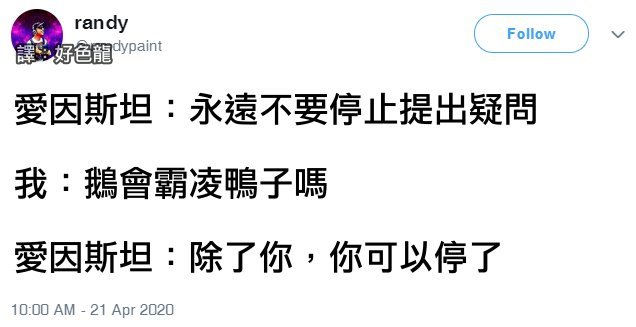 randy
Follow
@randypaint
譯 好色龍
愛因斯坦：永遠不要停止提出疑問
我：鵝會霸凌鴨子嗎
愛因斯坦：除了你，你可以停了
10:00 AM - 21 Apr 2020